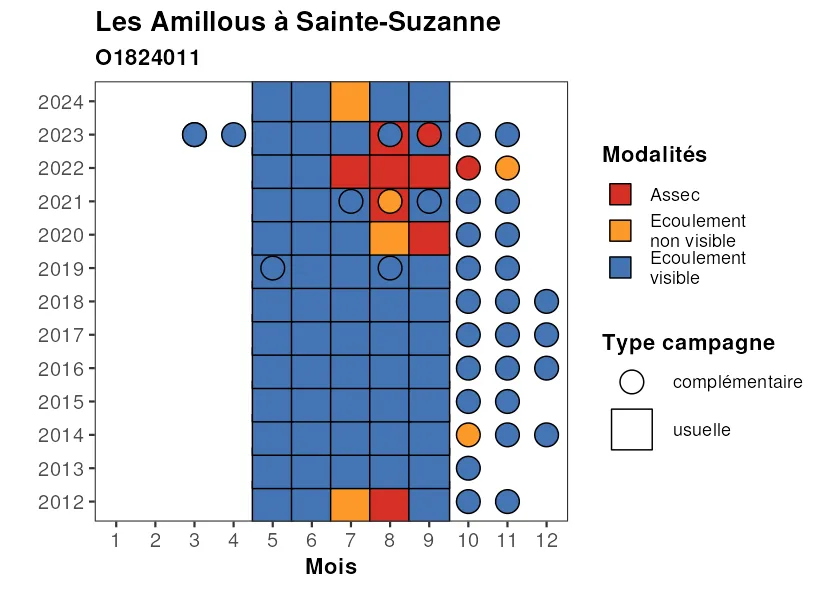 Les Amillous à Sainte-Suzanne
O1824011
2024
2023
2022
2021
2020
2019
2018
2017
2016
2015
2014
2013
2012
1 2 3 4 5 6 7 8 9 10 11 12
Mois
Modalités
Assec
Ecoulement
non visible
Ecoulement
visible
Type campagne
complémentaire
usuelle